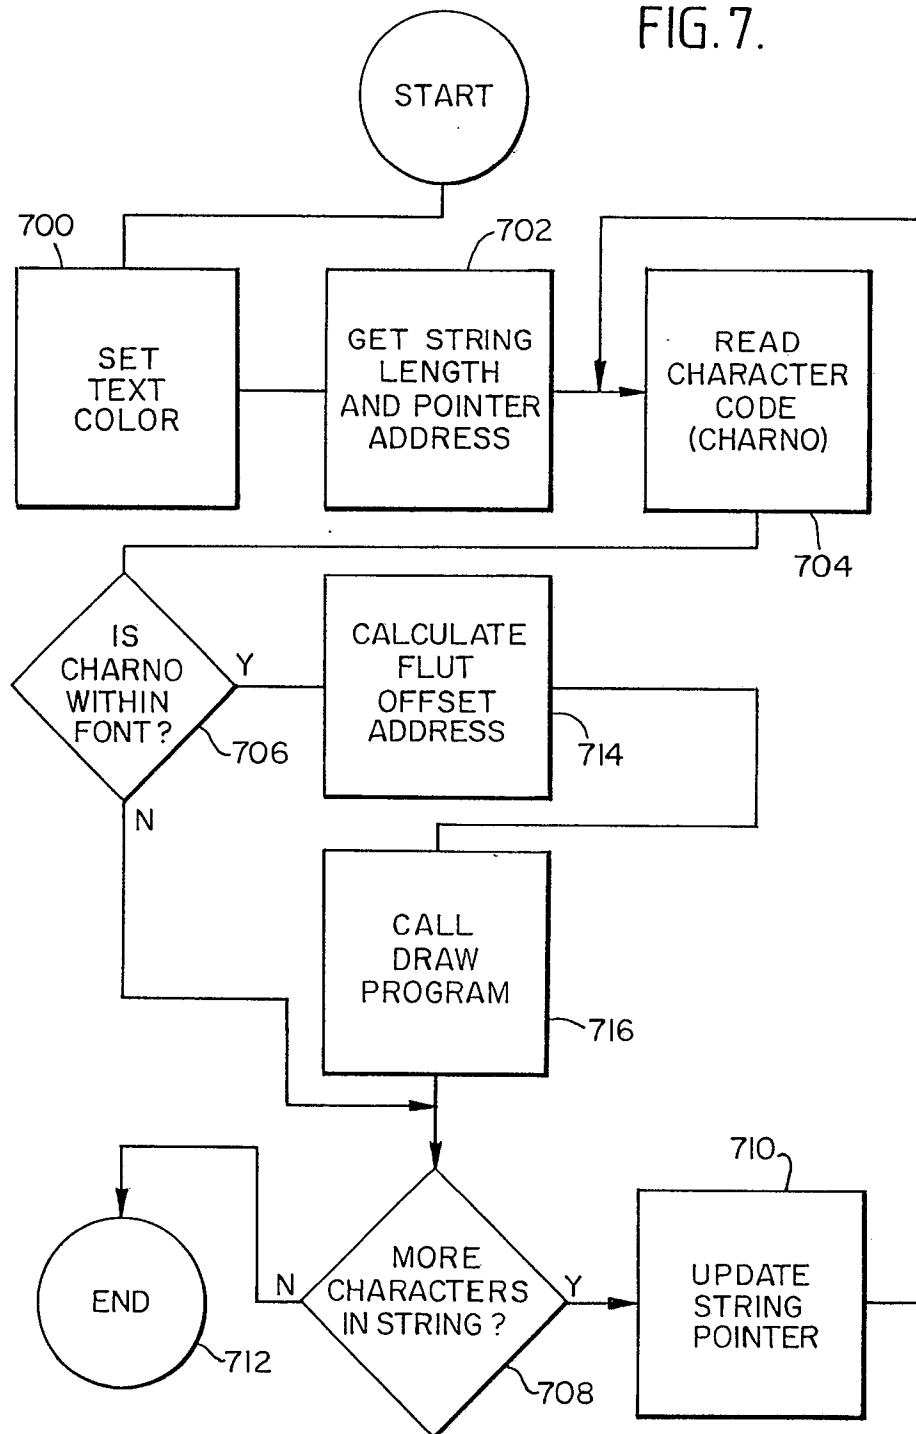 FIG. 7.
START
700
SET
TEXT
COLOR
702
GET STRING
LENGTH
AND POINTER
ADDRESS
READ
CHARACTER
CODE
(CHARNO)
704
IS
CHARNO
WITHIN
FONT?
Y
706
N
CALCULATE
FLUT
OFFSET
ADDRESS
714
CALL
DRAW
PROGRAM
716
END
712
N
MORE
CHARACTERS
IN STRING?
Y
708
710
UPDATE
STRING
POINTER